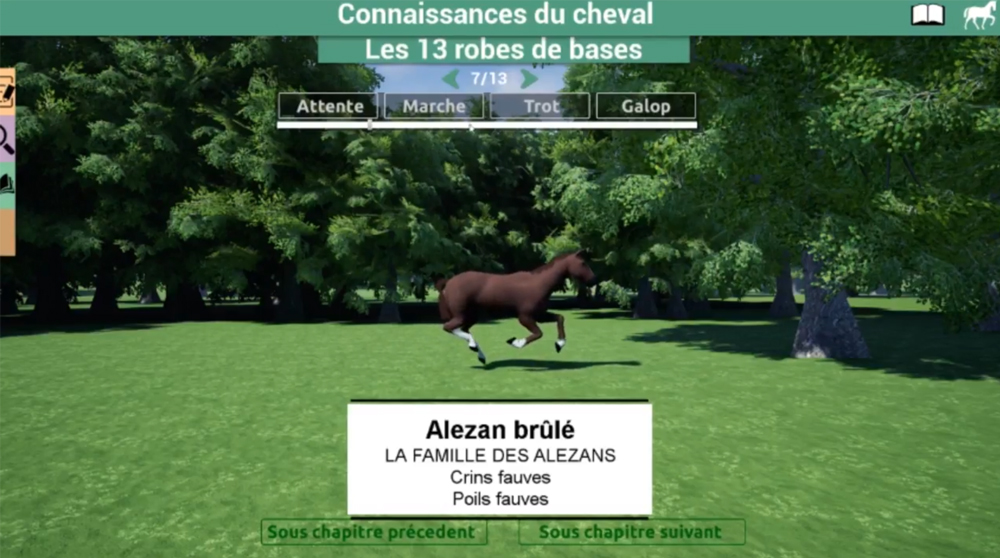 Connaissances du cheval
Les 13 robes de bases
7/13
Attente Marche Trot Galop
Alezan brûlé
LA FAMILLE DES ALEZANS
Crins fauves
Poils fauves
Sous chapitre précedent Sous chapitre suivant